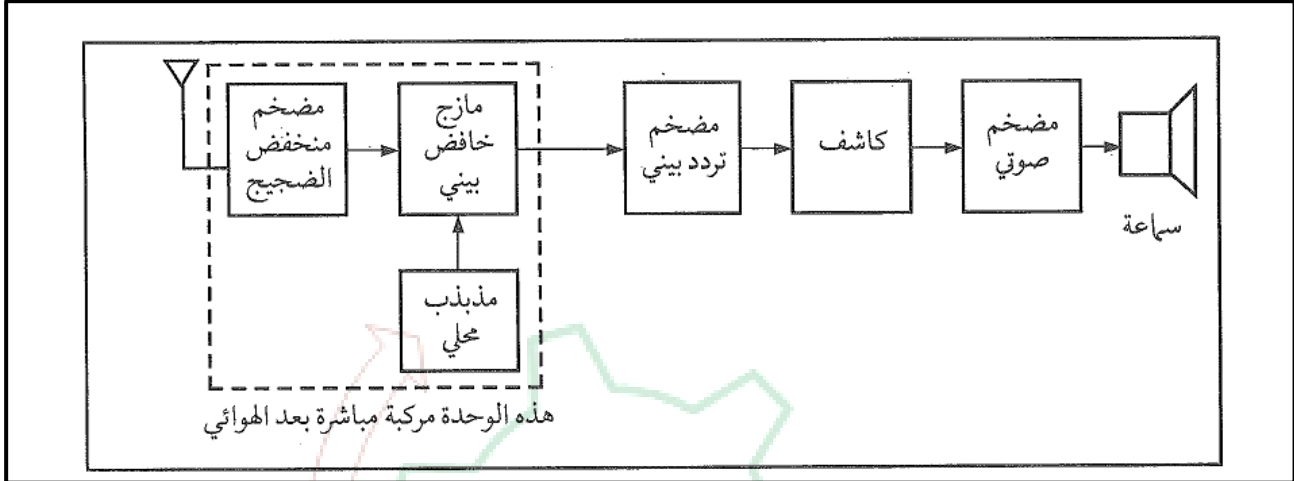 مضخم
منخفض
الضجيج
مازج
خافض
بيني
مضخم
تردد بيني
كاشف
مضخم
صوتي
سماعة
مذبذب
محلي
هذه الوحدة مركبة مباشرة بعد الهوائي